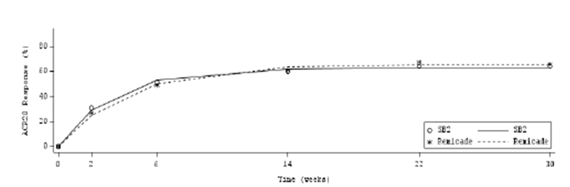 ACR20 Response (%)
80
60
40
20
0
0 2 6 14 22 30
Time (weeks)
SB2 SB2
Remicade Remicade